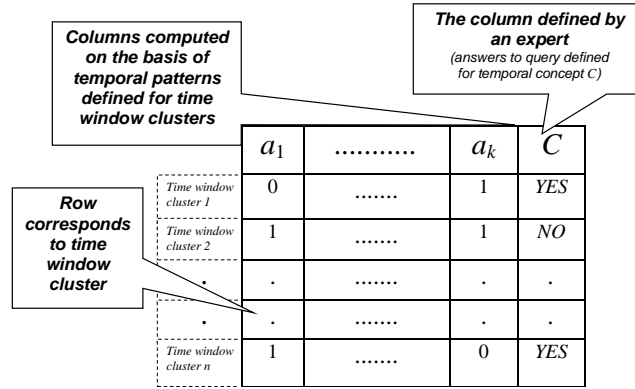 Columns computed
on the basis of
temporal patterns
defined for time
window clusters
The column defined by
an expert
(answers to query defined
for temporal concept C)
a1 ........... ak C
Row
corresponds
to time
window
cluster
Time window
cluster 1
0 ....... 1 YES
Time window
cluster 2
1 ....... 1 NO
. . ....... . .
. . ....... . .
Time window
cluster n
1 ....... 0 YES